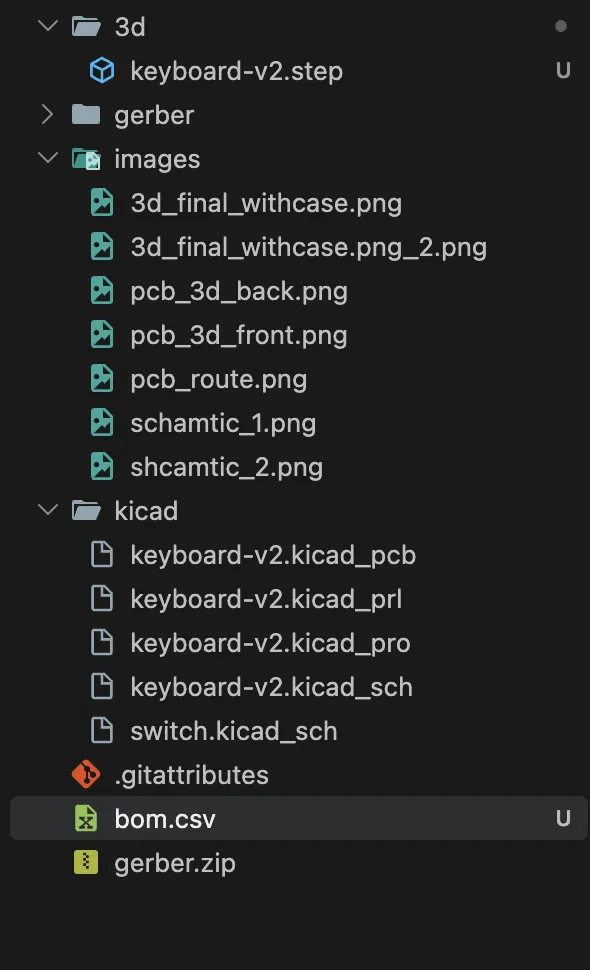 3d
keyboard-v2.step U
gerber
images
3d_final_withcase.png
3d_final_withcase.png_2.png
pcb_3d_back.png
pcb_3d_front.png
pcb_route.png
schamtic_1.png
shcamtic_2.png
kicad
keyboard-v2.kicad_pcb
keyboard-v2.kicad_prl
keyboard-v2.kicad_pro
keyboard-v2.kicad_sch
switch.kicad_sch
.gitattributes
bom.csv U
gerber.zip